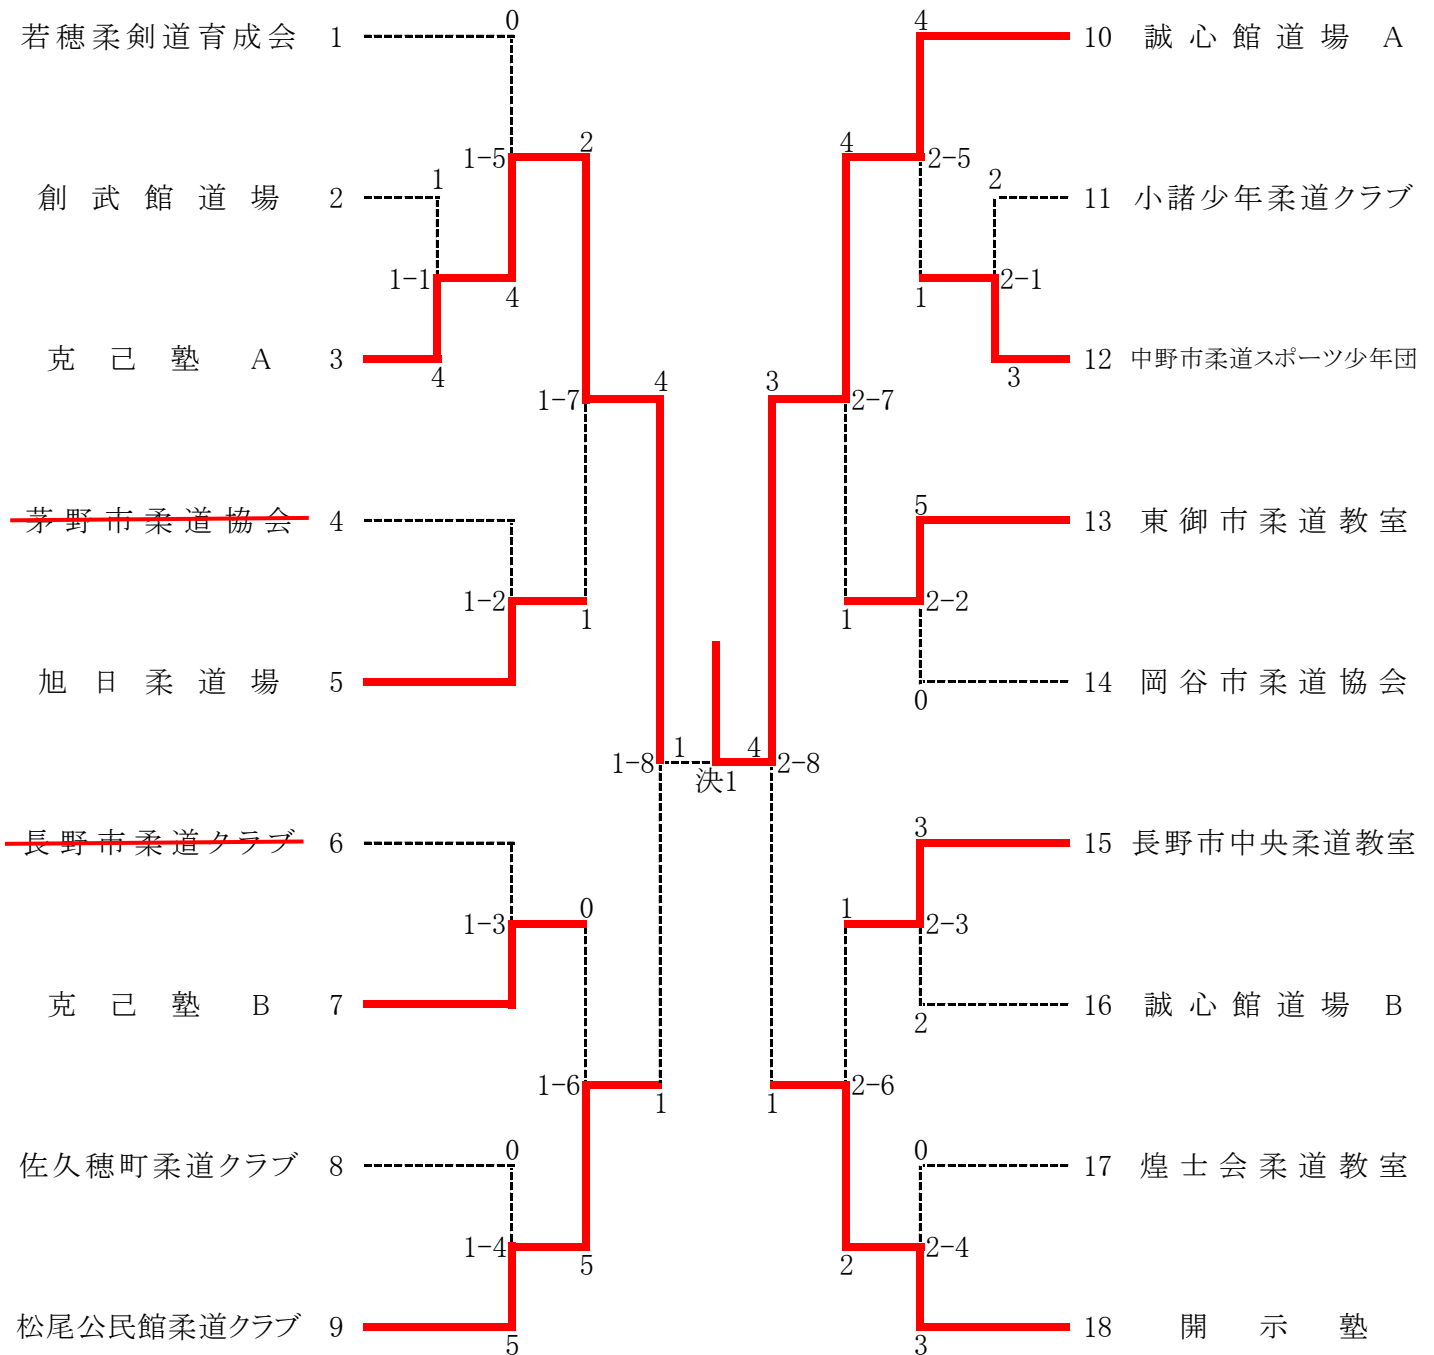 若穂柔剣道育成会 1
0
創武館道場 2
1
1-5
2
1-1
4
克己塾 A 3
4
1-7
4
茅野市柔道協会 4
1-2
1
旭日柔道場 5
1-8
1
決1
4
長野市柔道クラブ 6
1-3
0
克己塾 B 7
1-6
1
佐久穂町柔道クラブ 8
0
1-4
5
松尾公民館柔道クラブ 9
5
4
10 誠心館道場 A
4
2-5
2
11 小諸少年柔道クラブ
1
2-1
12 中野市柔道スポーツ少年団
3
3
2-7
5
13 東御市柔道教室
1
2-2
14 岡谷市柔道協会
0
2-8
3
15 長野市中央柔道教室
1
2-3
16 誠心館道場 B
2
1
2-6
0
17 煌士会柔道教室
2
2-4
18 開示塾
3